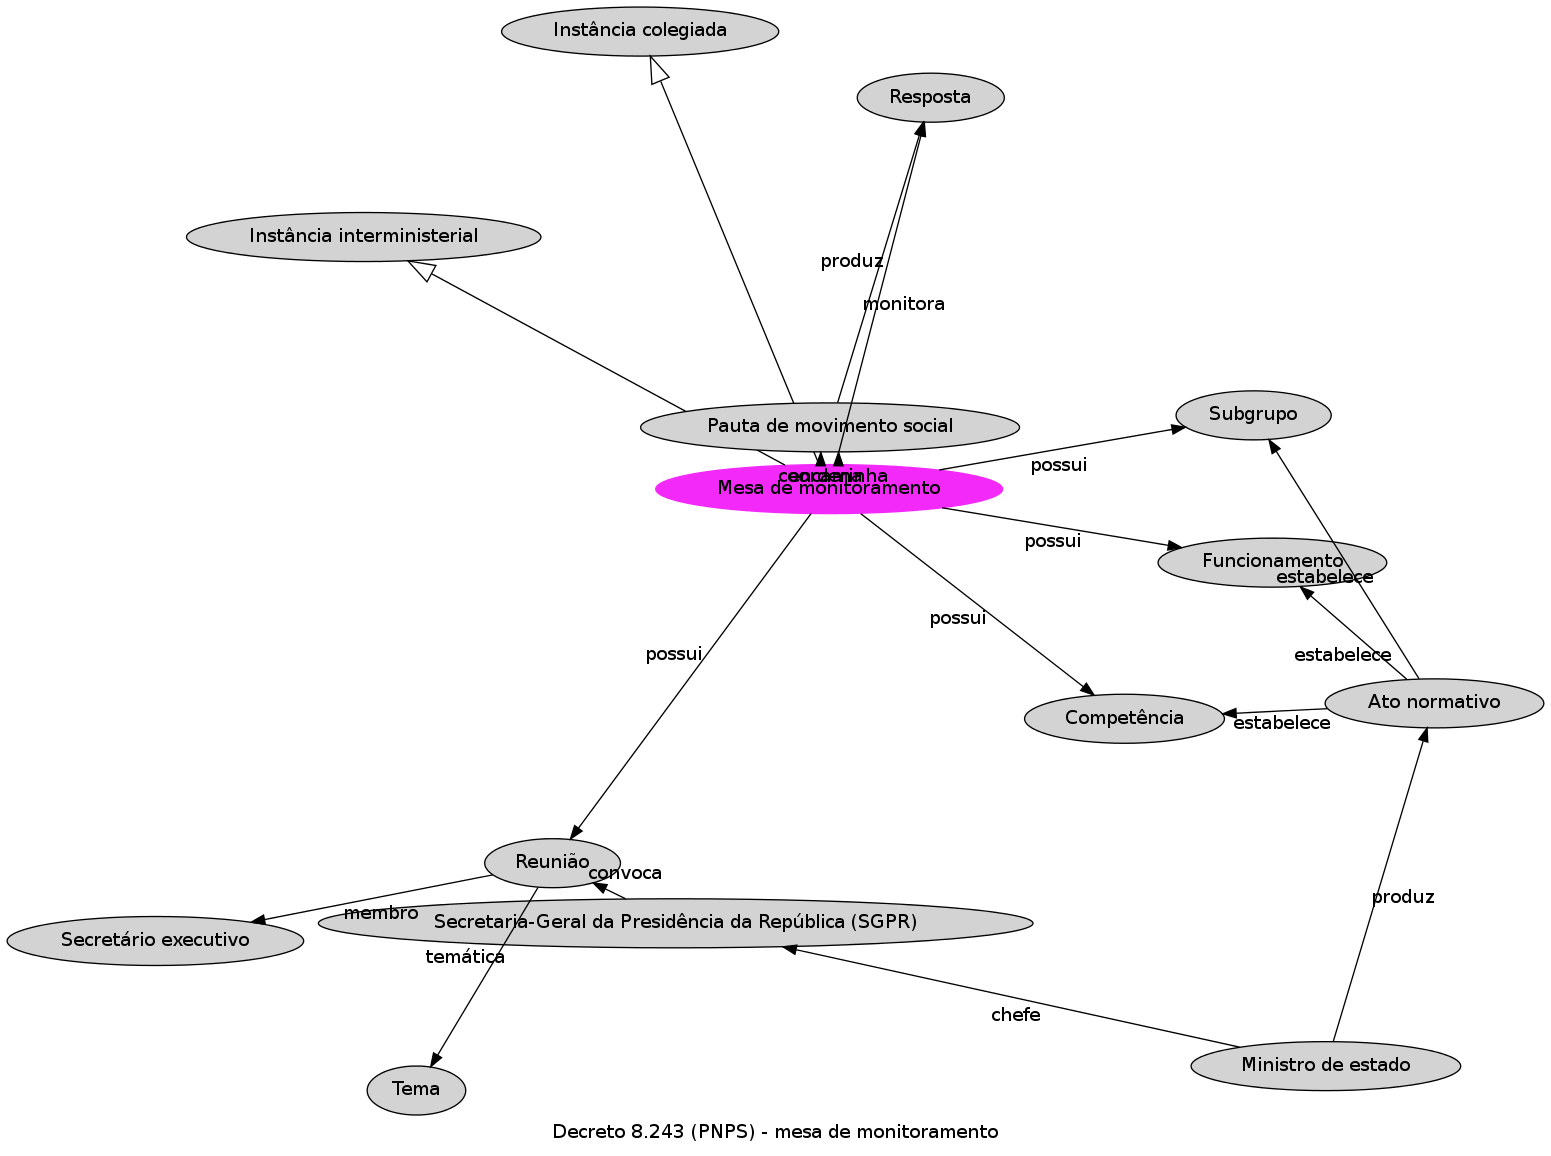 Instância colegiada
Resposta
Instância interministerial
produz
monitora
Subgrupo
Pauta de movimento social
possui
coordena
encaminha
Mesa de monitoramento
possui
Funcionamento
estabelece
possui
possui
estabelece
Ato normativo
Competência
estabelece
Reunião
convoca
produz
membro
Secretaria-Geral da Presidência da República (SGPR)
Secretário executivo
temática
chefe
Ministro de estado
Tema
Decreto 8.243 (PNPS) - mesa de monitoramento